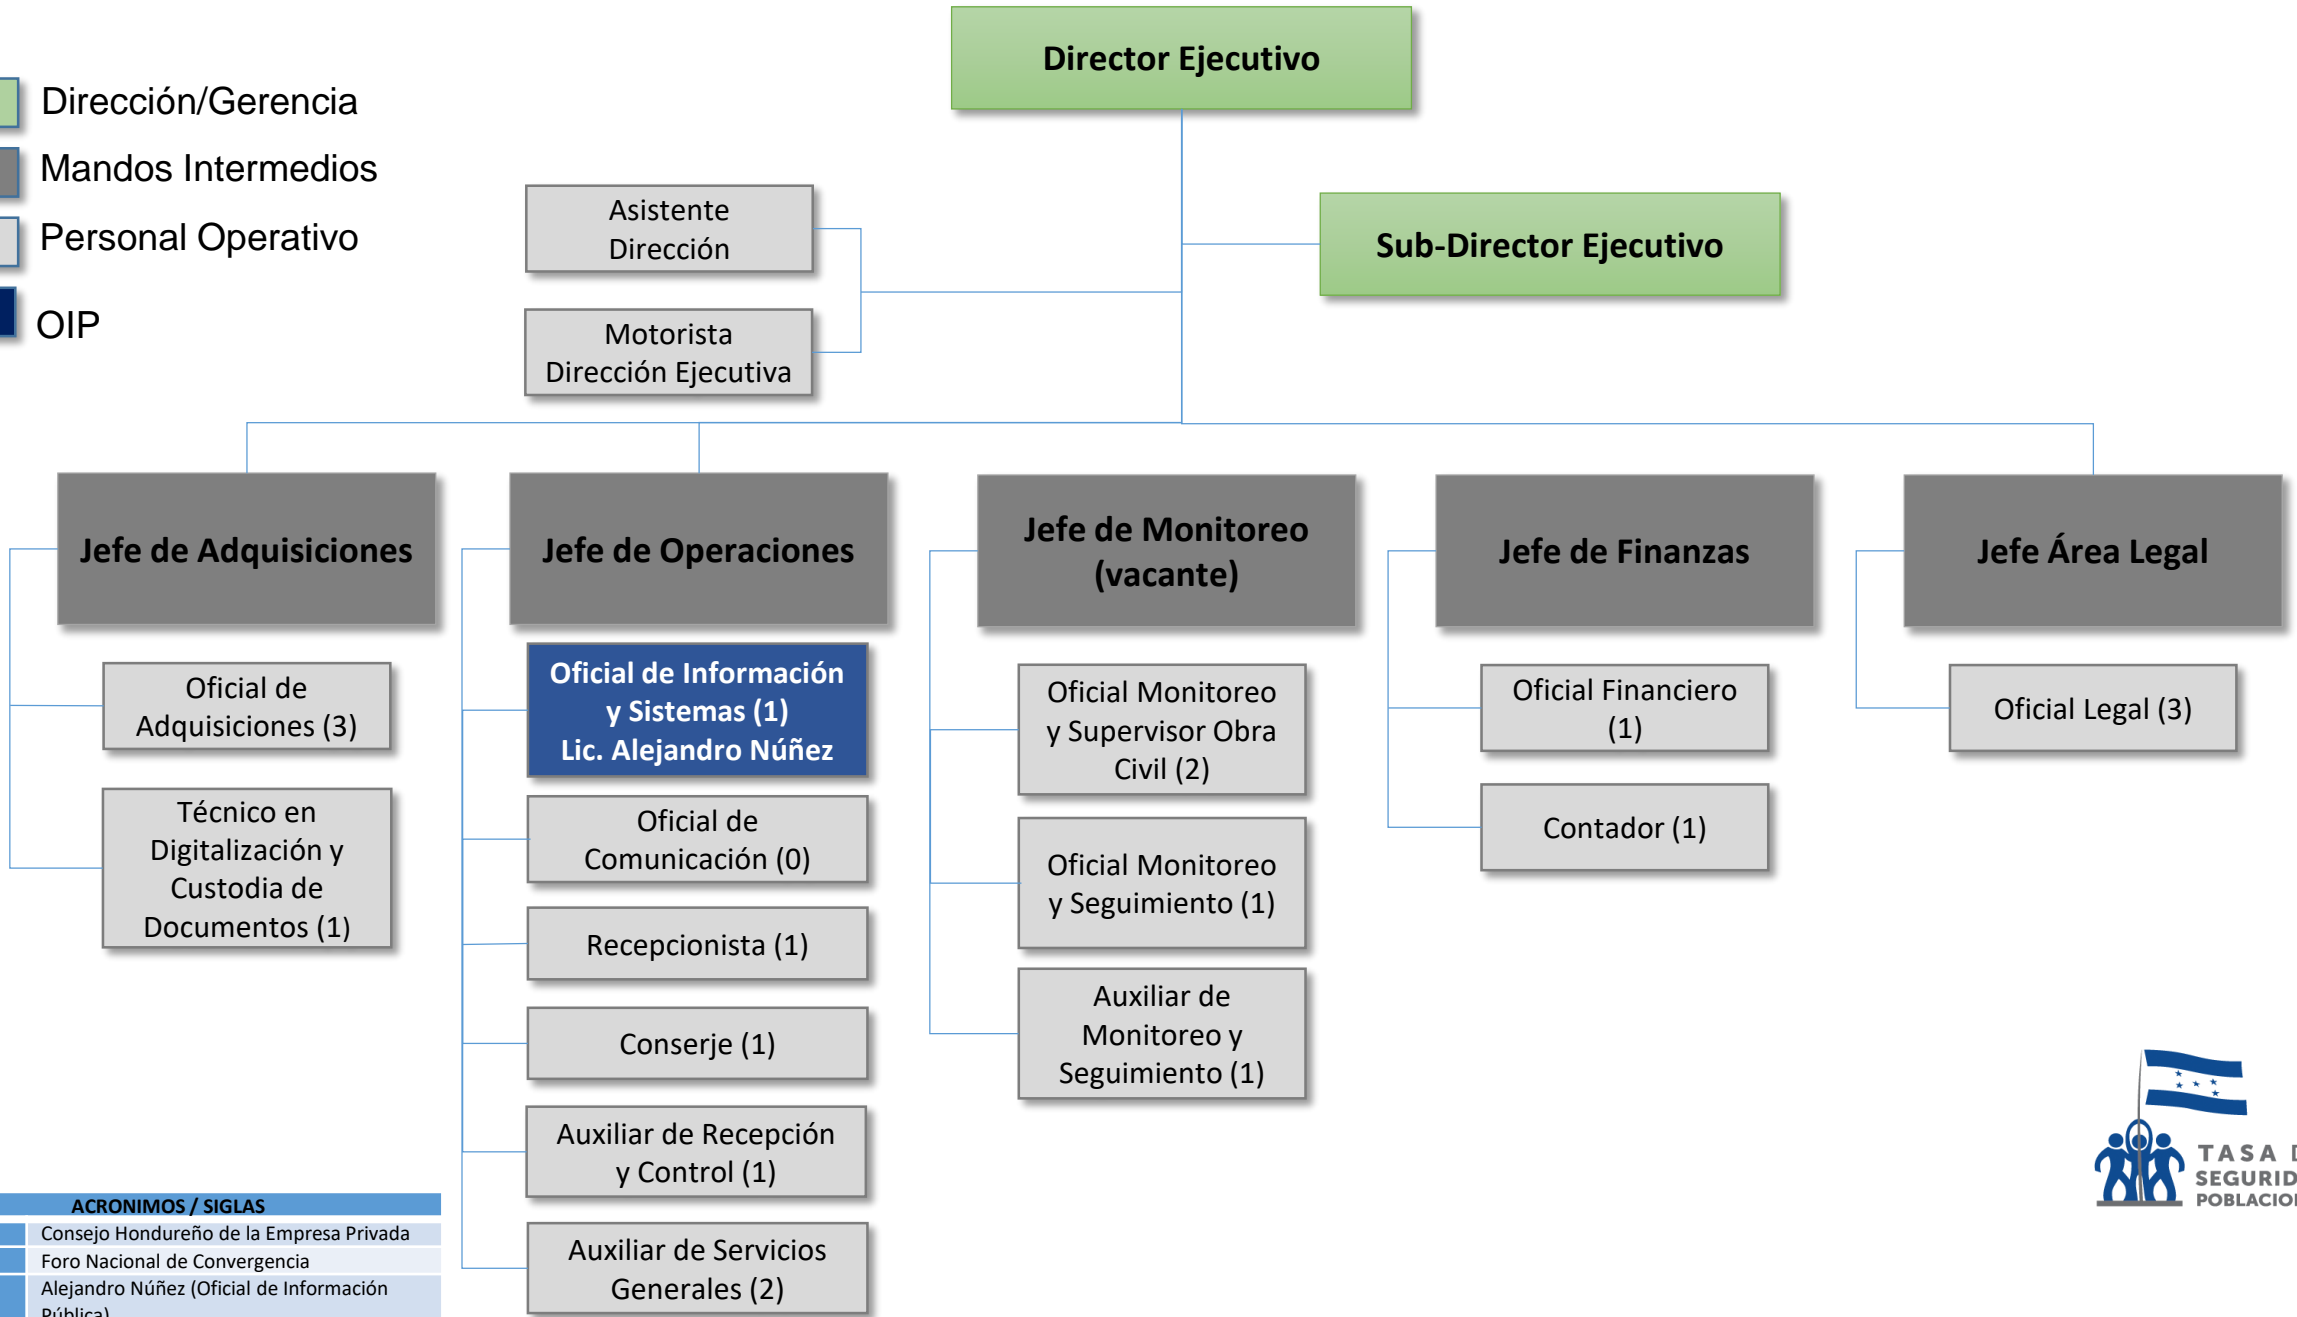 Director Ejecutivo
Dirección/Gerencia
Mandos Intermedios
Personal Operativo
OIP
Asistente
Dirección
Sub-Director Ejecutivo
Motorista
Dirección Ejecutiva
Jefe de Adquisiciones
Jefe de Operaciones
Jefe de Monitoreo
(vacante)
Jefe de Finanzas
Jefe Área Legal
Oficial de
Adquisiciones (3)
Técnico en
Digitalización y
Custodia de
Documentos (1)
Oficial de Información
y Sistemas (1)
Lic. Alejandro Núñez
Oficial de
Comunicación (0)
Recepcionista (1)
Conserje (1)
Auxiliar de Recepción
y Control (1)
Auxiliar de Servicios
Generales (2)
Oficial Monitoreo
y Supervisor Obra
Civil (2)
Oficial Monitoreo
y Seguimiento (1)
Auxiliar de
Monitoreo y
Seguimiento (1)
Oficial Financiero
(1)
Contador (1)
Oficial Legal (3)
ACRONIMOS / SIGLAS
Consejo Hondureño de la Empresa Privada
Foro Nacional de Convergencia
Alejandro Núñez (Oficial de Información
Pública)
TASA